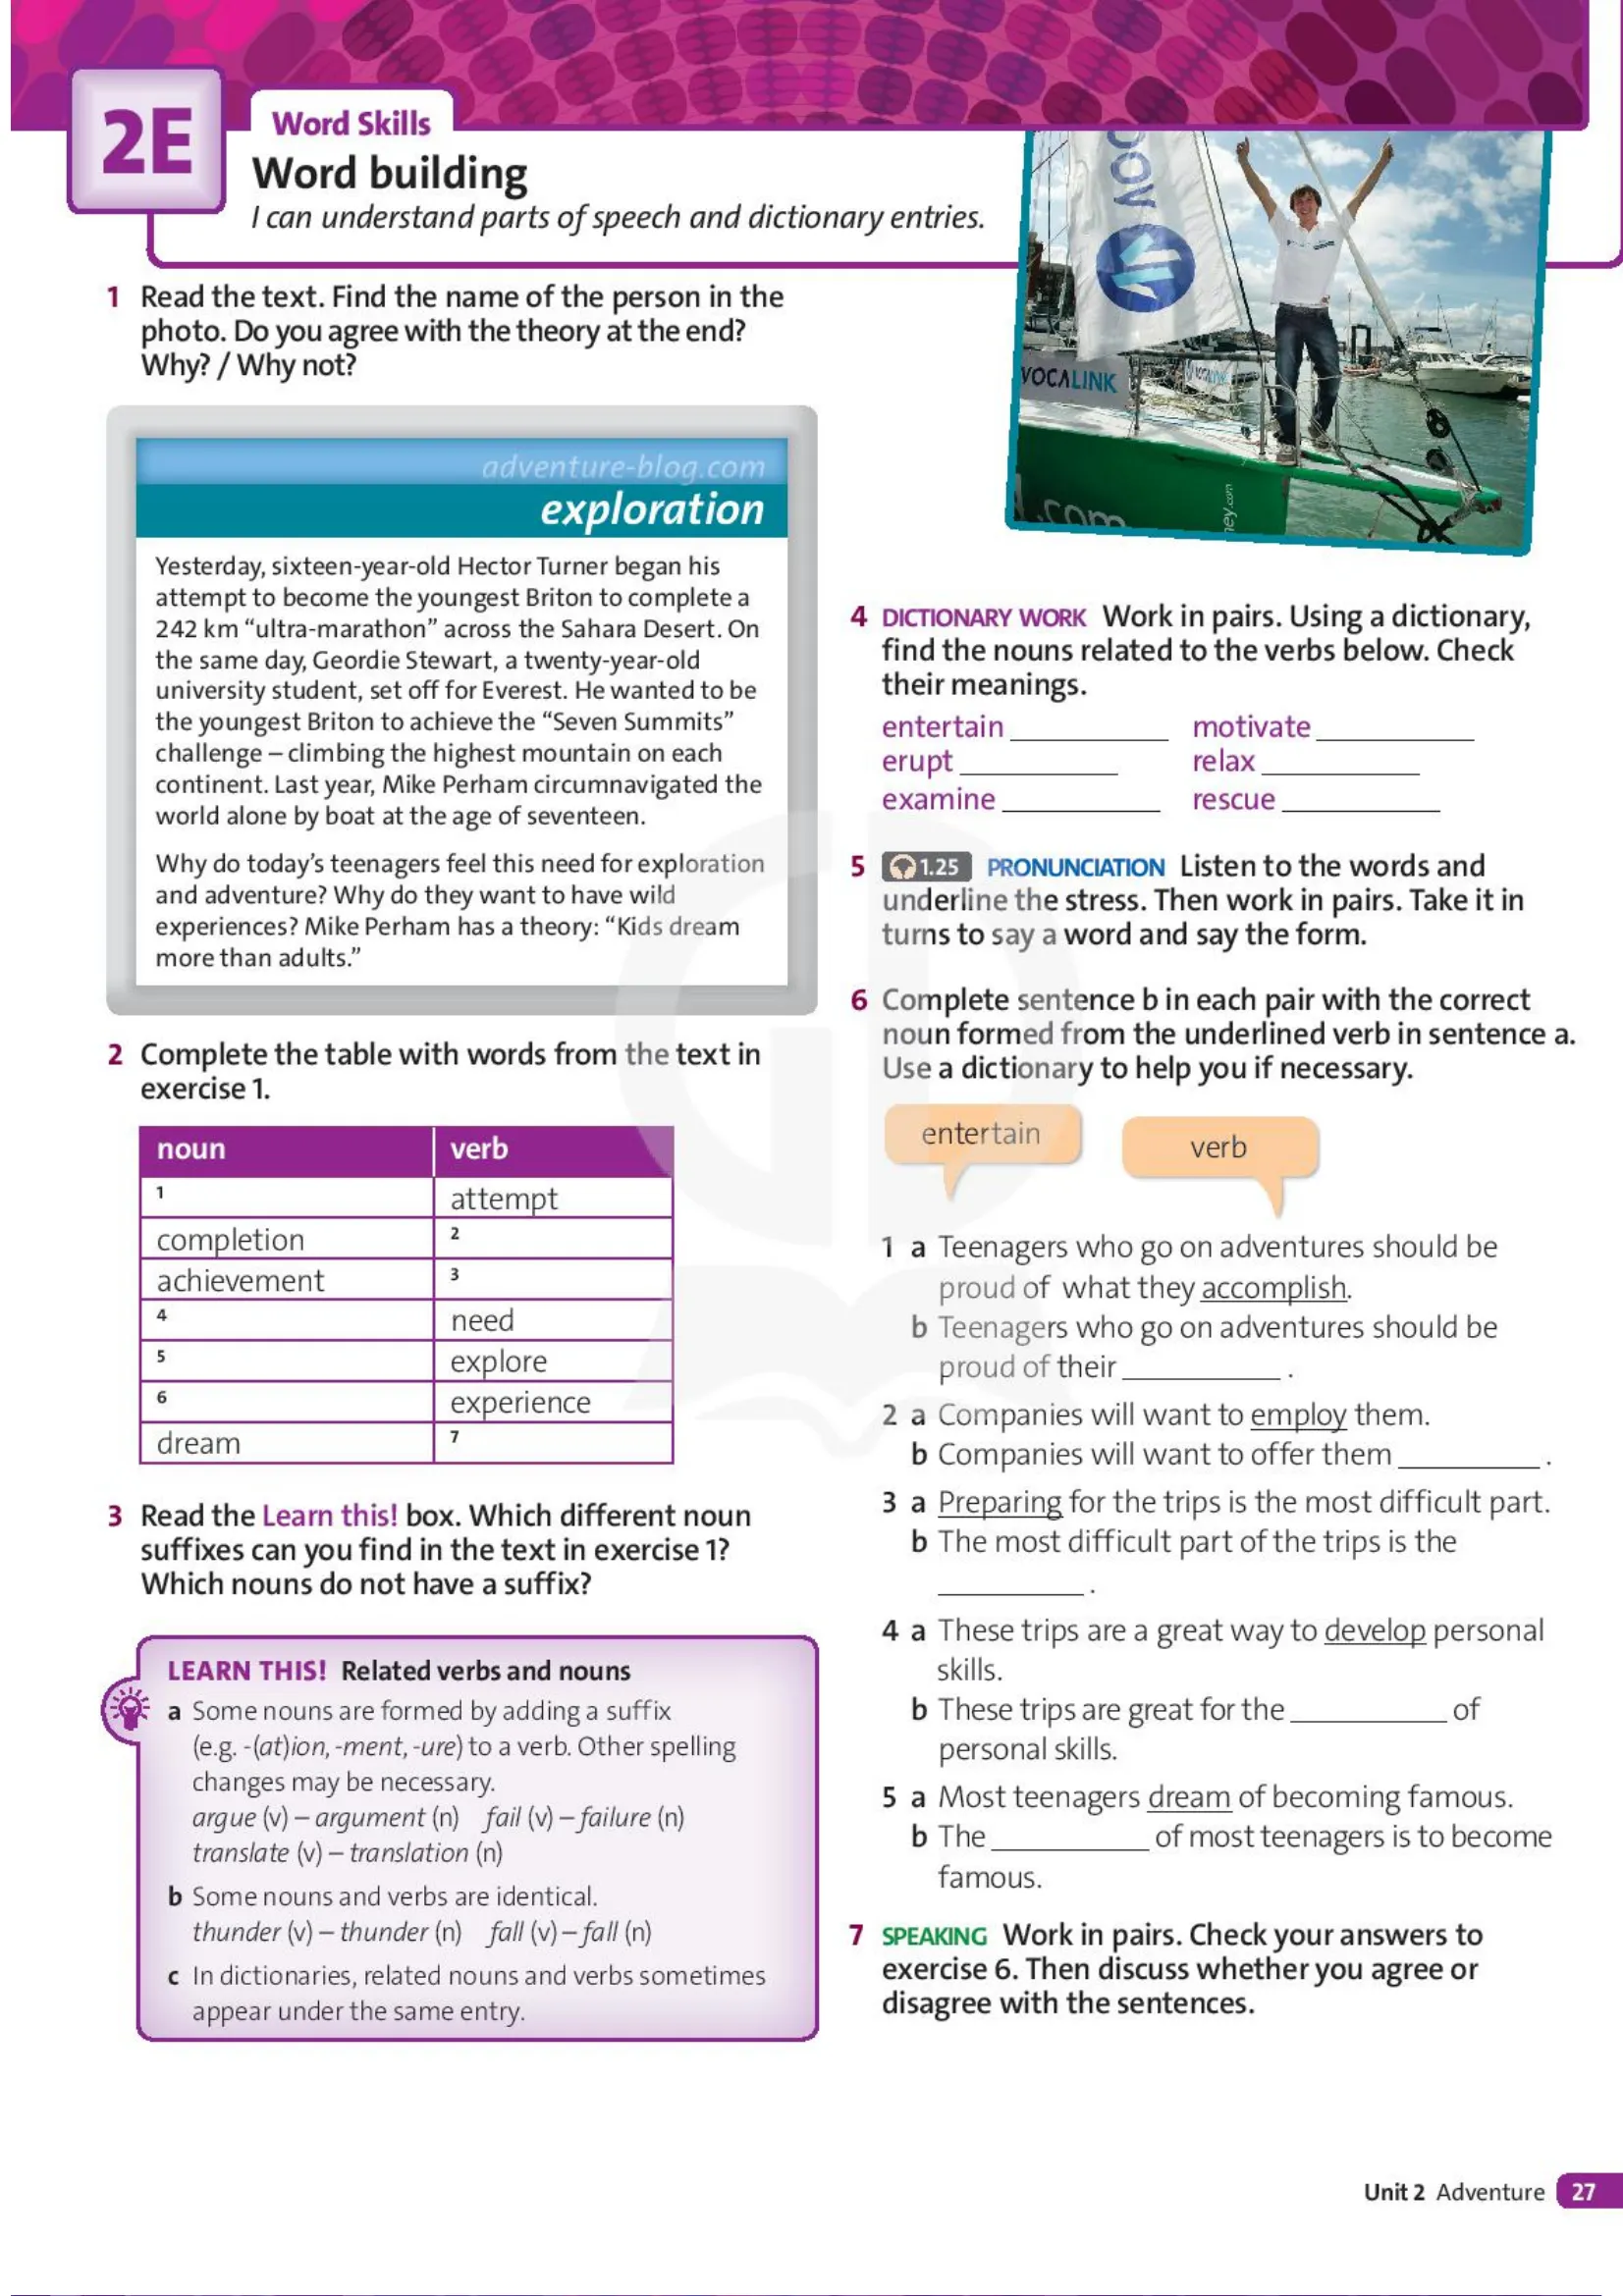 2E
Word Skills
Word building
I can understand parts of speech and dictionary entries.
1 Read the text. Find the name of the person in the
photo. Do you agree with the theory at the end?
Why? / Why not?
adventure-blog.com
exploration
Yesterday, sixteen-year-old Hector Turner began his
attempt to become the youngest Briton to complete a
242 km “ultra-marathon” across the Sahara Desert. On
the same day, Geordie Stewart, a twenty-year-old
university student, set off for Everest. He wanted to be
the youngest Briton to achieve the “Seven Summits”
challenge – climbing the highest mountain on each
continent. Last year, Mike Perham circumnavigated the
world alone by boat at the age of seventeen.
Why do today’s teenagers feel this need for exploration
and adventure? Why do they want to have wild
experiences? Mike Perham has a theory: “Kids dream
more than adults.”
2 Complete the table with words from the text in
exercise 1.
noun verb
1 attempt
completion 2
achievement 3
4 need
5 explore
6 experience
dream 7
3 Read the Learn this! box. Which different noun
suffixes can you find in the text in exercise 1?
Which nouns do not have a suffix?
LEARN THIS! Related verbs and nouns
a Some nouns are formed by adding a suffix
(e.g. -(at)ion, -ment, -ure) to a verb. Other spelling
changes may be necessary.
argue (v) – argument (n) fail (v) – failure (n)
translate (v) – translation (n)
b Some nouns and verbs are identical.
thunder (v) – thunder (n) fall (v) – fall (n)
c In dictionaries, related nouns and verbs sometimes
appear under the same entry.
VOCALINK
.com
ey.com
4 DICTIONARY WORK Work in pairs. Using a dictionary,
find the nouns related to the verbs below. Check
their meanings.
entertain ____ motivate ____
erupt ____ relax ____
examine ____ rescue ____
5 1.25 PRONUNCIATION Listen to the words and
underline the stress. Then work in pairs. Take it in
turns to say a word and say the form.
6 Complete sentence b in each pair with the correct
noun formed from the underlined verb in sentence a.
Use a dictionary to help you if necessary.
entertain
verb
1 a Teenagers who go on adventures should be
proud of what they accomplish.
b Teenagers who go on adventures should be
proud of their ____ .
2 a Companies will want to employ them.
b Companies will want to offer them ____ .
3 a Preparing for the trips is the most difficult part.
b The most difficult part of the trips is the
____ .
4 a These trips are a great way to develop personal
skills.
b These trips are great for the ____ of
personal skills.
5 a Most teenagers dream of becoming famous.
b The ____ of most teenagers is to become
famous.
7 SPEAKING Work in pairs. Check your answers to
exercise 6. Then discuss whether you agree or
disagree with the sentences.
Unit 2 Adventure 27